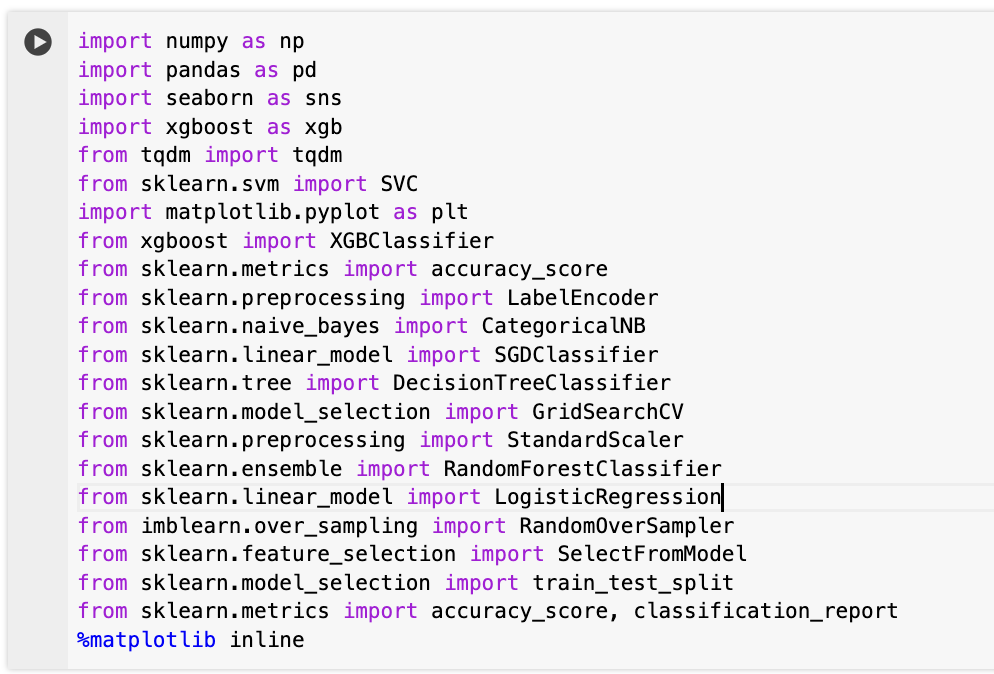 import numpy as np
import pandas as pd
import seaborn as sns
import xgboost as xgb
from tqdm import tqdm
from sklearn.svm import SVC
import matplotlib.pyplot as plt
from xgboost import XGBClassifier
from sklearn.metrics import accuracy_score
from sklearn.preprocessing import LabelEncoder
from sklearn.naive_bayes import CategoricalNB
from sklearn.linear_model import SGDClassifier
from sklearn.tree import DecisionTreeClassifier
from sklearn.model_selection import GridSearchCV
from sklearn.preprocessing import StandardScaler
from sklearn.ensemble import RandomForestClassifier
from sklearn.linear_model import LogisticRegression
from imblearn.over_sampling import RandomOverSampler
from sklearn.feature_selection import SelectFromModel
from sklearn.model_selection import train_test_split
from sklearn.metrics import accuracy_score, classification_report
%matplotlib inline